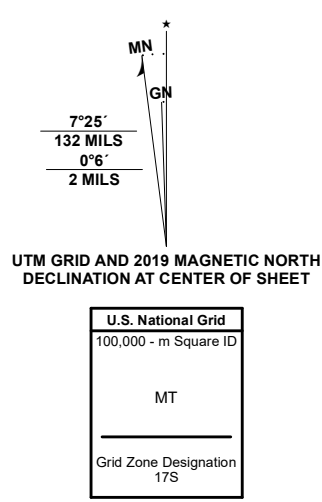 MN
GN
7°25´
132 MILS
0°6´
2 MILS
UTM GRID AND 2019 MAGNETIC NORTH
DECLINATION AT CENTER OF SHEET
U.S. National Grid
100,000 - m Square ID
MT
Grid Zone Designation
17S